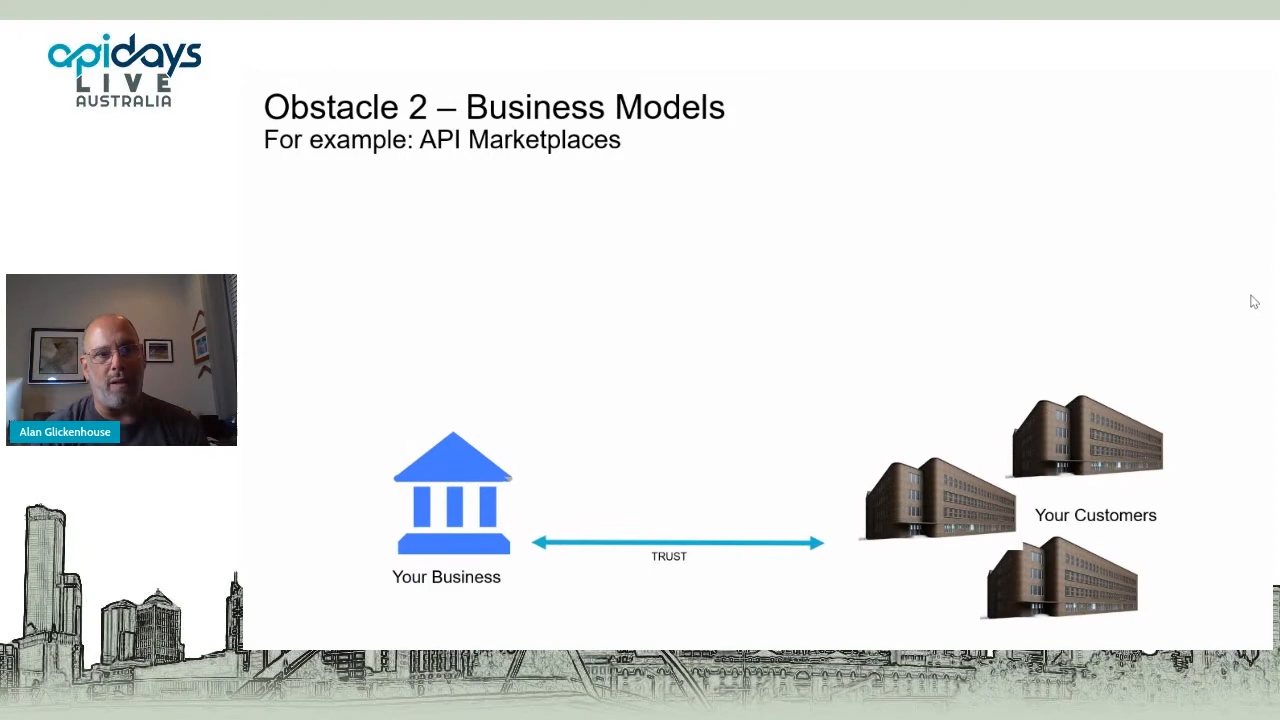 apidays
LIVE
AUSTRALIA
Obstacle 2 – Business Models
For example: API Marketplaces
Alan Glickenhouse
Your Customers
TRUST
Your Business